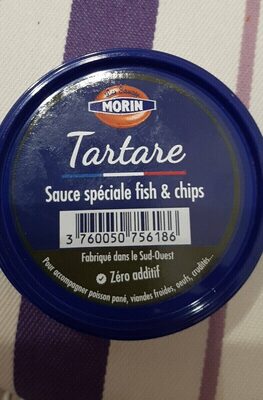 MORIN
Tartare
Sauce spéciale fish & chips
3 760050 756186
Fabriqué dans le Sud-Ouest
Zéro additif
Pour accompagner poisson pané, viandes froides, oeufs, crudités...